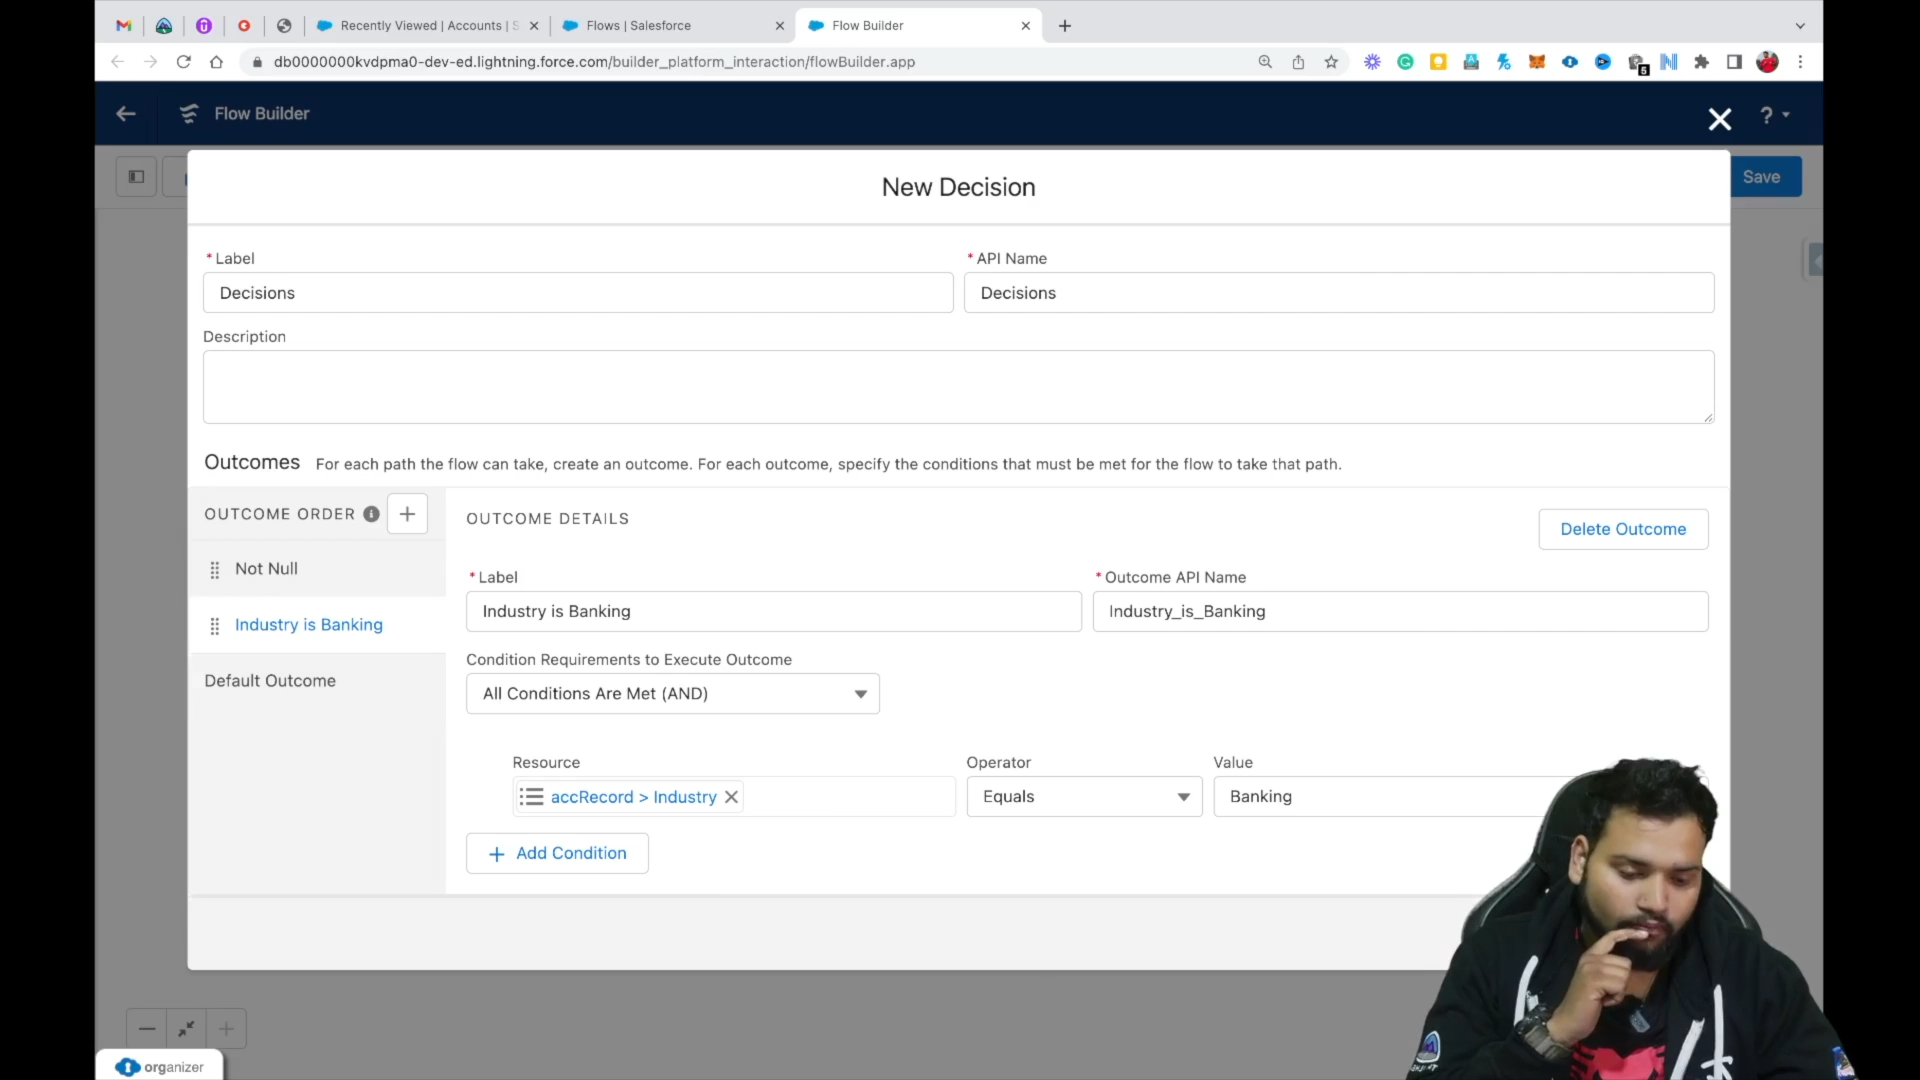 Recently Viewed | Accounts | S
Flows | Salesforce
Flow Builder
db0000000kvdpma0-dev-ed.lightning.force.com/builder_platform_interaction/flowBuilder.app
6
Flow Builder
?
Save
New Decision
* Label
* API Name
Decisions
Decisions
Description
Outcomes For each path the flow can take, create an outcome. For each outcome, specify the conditions that must be met for the flow to take that path.
OUTCOME ORDER
OUTCOME DETAILS
Delete Outcome
Not Null
* Label
* Outcome API Name
Industry is Banking
Industry is Banking
Industry_is_Banking
Condition Requirements to Execute Outcome
Default Outcome
All Conditions Are Met (AND)
Resource
Operator
Value
accRecord > Industry
Equals
Banking
Add Condition
organizer